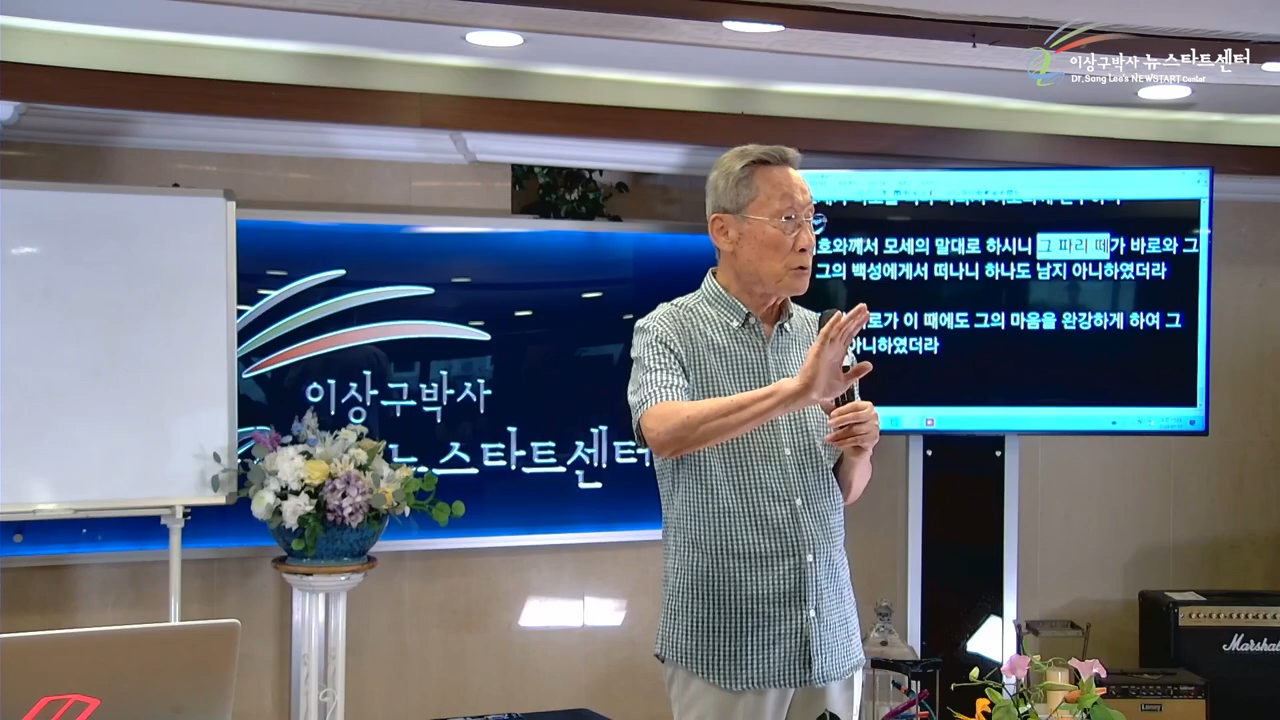 이상구박사 뉴스타트센터
Dr. Sang Lee's NEWSTART Center
호와께서 모세의 말대로 하시니 그 파리 떼가 바로와 그
그의 백성에게서 떠나니 하나도 남지 아니하였더라
로가 이 때에도 그의 마음을 완강하게 하여 그
아니하였더라
이상구박사
뉴스타트센터
Marshal
Laney